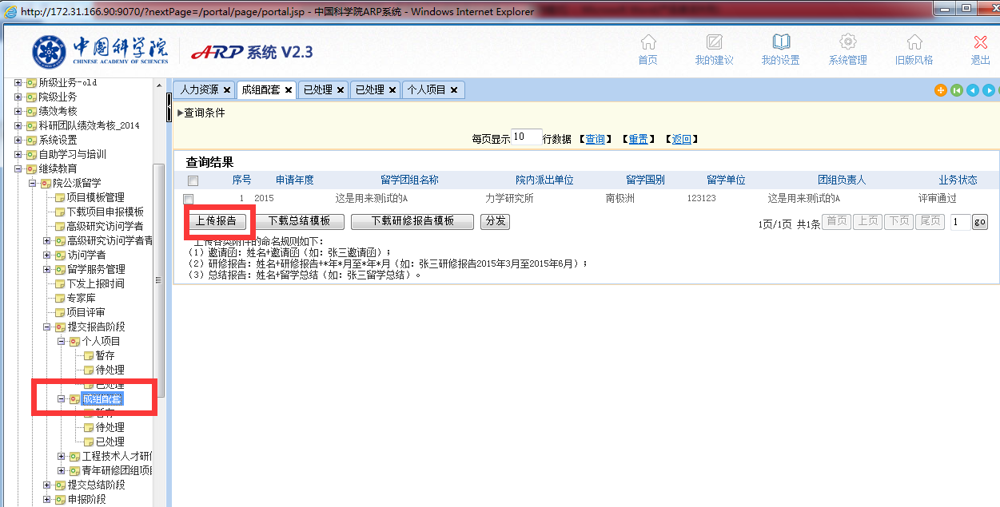 http://172.31.166.90:9070/?nextPage=/portal/page/portal.jsp - 中国科学院ARP系统 - Windows Internet Explorer
中国科学院
CHINESE ACADEMY OF SCIENCES
ARP 系统 V2.3
首页 我的建议 我的设置 系统管理 旧版风格 退出
所级业务-old
院级业务
绩效考核
科研团队绩效考核_2014
系统设置
自助学习与培训
继续教育
院公派留学
项目模板管理
下载项目申报模板
高级研究访问学者
高级研究访问学者青
访问学者
留学服务管理
下发上报时间
专家库
项目评审
提交报告阶段
个人项目
暂存
待处理
已处理
成组配套
暂存
待处理
已处理
工程技术人才研修
青年研修团组项目
提交总结阶段
申报阶段
人力资源 × 成组配套 × 已处理 × 已处理 × 个人项目 ×
查询条件
每页显示 10 行数据 【查询】 【重置】 【返回】
查询结果
序号 申请年度 留学团组名称 院内派出单位 留学国别 留学单位 团组负责人 业务状态
1 2015 这是用来测试的A 力学研究所 南极洲 123123 这是用来测试的A 评审通过
上传报告 下载总结模板 下载研修报告模板 分发 1页/1页 共1条 首页 上页 下页 尾页 1 go
上传各类附件的命名规则如下：
（1）邀请函：姓名+邀请函（如：张三邀请函）；
（2）研修报告：姓名+研修报告+*年*月至*年*月（如：张三研修报告2015年3月至2015年6月）；
（3）总结报告：姓名+留学总结（如：张三留学总结）。